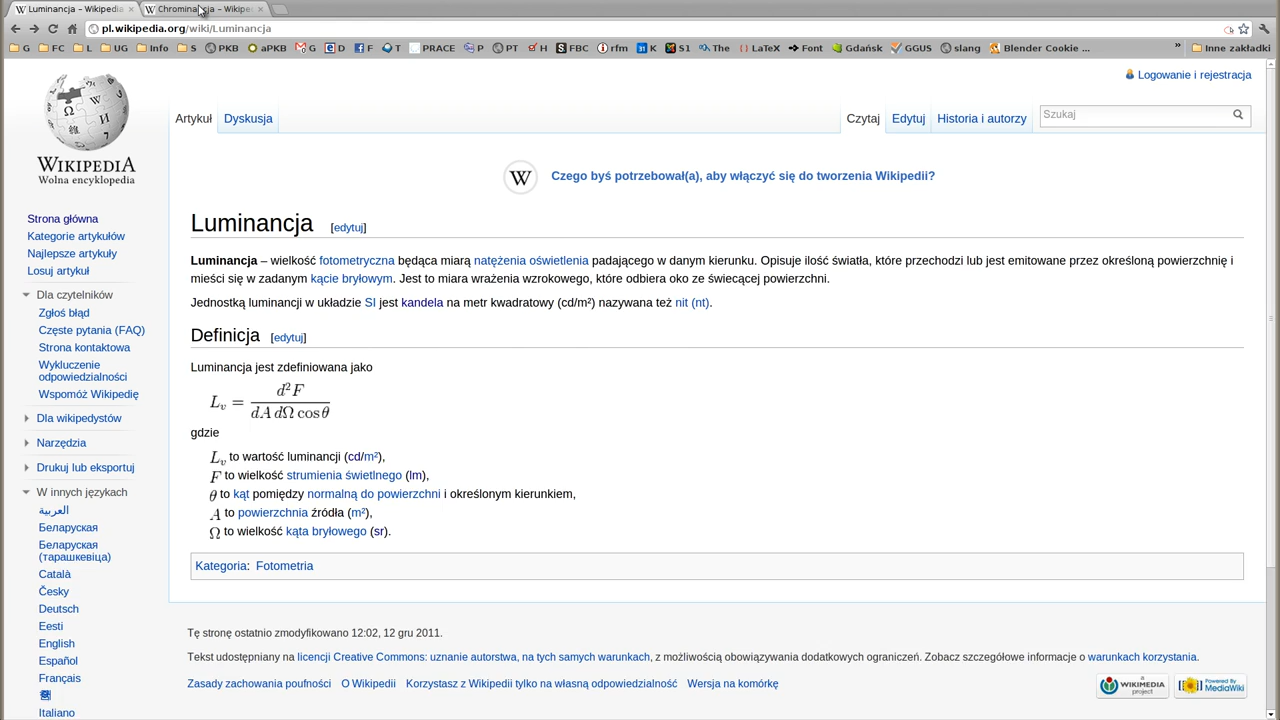 Luminancja – Wikipedia
Chrominancja – Wikiped
pl.wikipedia.org/wiki/Luminancja
G FC L UG Info S PKB aPKB G D F T PRACE P PT H FBC rfm K S1 The LaTeX Font Gdańsk GGUS slang Blender Cookie ... » Inne zakładki
Logowanie i rejestracja
Artykuł Dyskusja Czytaj Edytuj Historia i autorzy Szukaj
WIKIPEDIA
Wolna encyklopedia
Czego byś potrzebował(a), aby włączyć się do tworzenia Wikipedii?
Strona główna
Kategorie artykułów
Najlepsze artykuły
Losuj artykuł
Dla czytelników
Zgłoś błąd
Częste pytania (FAQ)
Strona kontaktowa
Wykluczenie
odpowiedzialności
Wspomóż Wikipedię
Dla wikipedystów
Narzędzia
Drukuj lub eksportuj
W innych językach
العربية
Беларуская
Беларуская
(тарашкевіца)
Català
Česky
Deutsch
Eesti
English
Español
Français
Italiano
Luminancja [edytuj]
Luminancja – wielkość fotometryczna będąca miarą natężenia oświetlenia padającego w danym kierunku. Opisuje ilość światła, które przechodzi lub jest emitowane przez określoną powierzchnię i
mieści się w zadanym kącie bryłowym. Jest to miara wrażenia wzrokowego, które odbiera oko ze świecącej powierzchni.
Jednostką luminancji w układzie SI jest kandela na metr kwadratowy (cd/m²) nazywana też nit (nt).
Definicja [edytuj]
Luminancja jest zdefiniowana jako
L_v = d²F / (dA dΩ cos θ)
gdzie
L_v to wartość luminancji (cd/m²),
F to wielkość strumienia świetlnego (lm),
θ to kąt pomiędzy normalną do powierzchni i określonym kierunkiem,
A to powierzchnia źródła (m²),
Ω to wielkość kąta bryłowego (sr).
Kategoria: Fotometria
Tę stronę ostatnio zmodyfikowano 12:02, 12 gru 2011.
Tekst udostępniany na licencji Creative Commons: uznanie autorstwa, na tych samych warunkach, z możliwością obowiązywania dodatkowych ograniczeń. Zobacz szczegółowe informacje o warunkach korzystania.
Zasady zachowania poufności O Wikipedii Korzystasz z Wikipedii tylko na własną odpowiedzialność Wersja na komórkę
A WIKIMEDIA project
Powered By MediaWiki